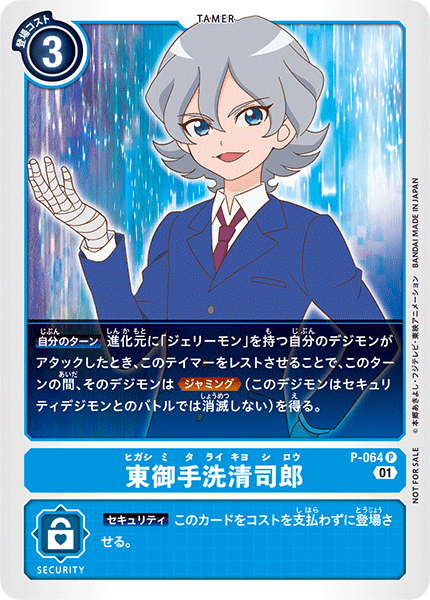 TAMER
登場コスト
3
自分のターン 進化元に「ジェリーモン」を持つ自分のデジモンが
アタックしたとき、このテイマーをレストさせることで、このター
ンの間、そのデジモンは ジャミング (このデジモンはセキュリ
ティデジモンとのバトルでは消滅しない)を得る。
© 本郷あきよし・フジテレビ・東映アニメーション BANDAI MADE IN JAPAN
NOT FOR SALE
ヒガシ ミ タ ライ キヨ シ ロウ
東御手洗清司郎
P-064 P
01
セキュリティ このカードをコストを支払わずに登場さ
せる。
SECURITY